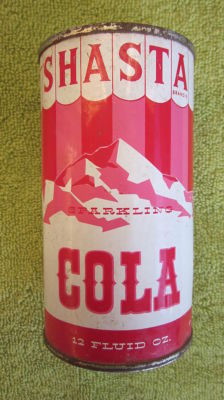 SHASTA
BRAND
SPARKLING
COLA
12 FLUID OZ.